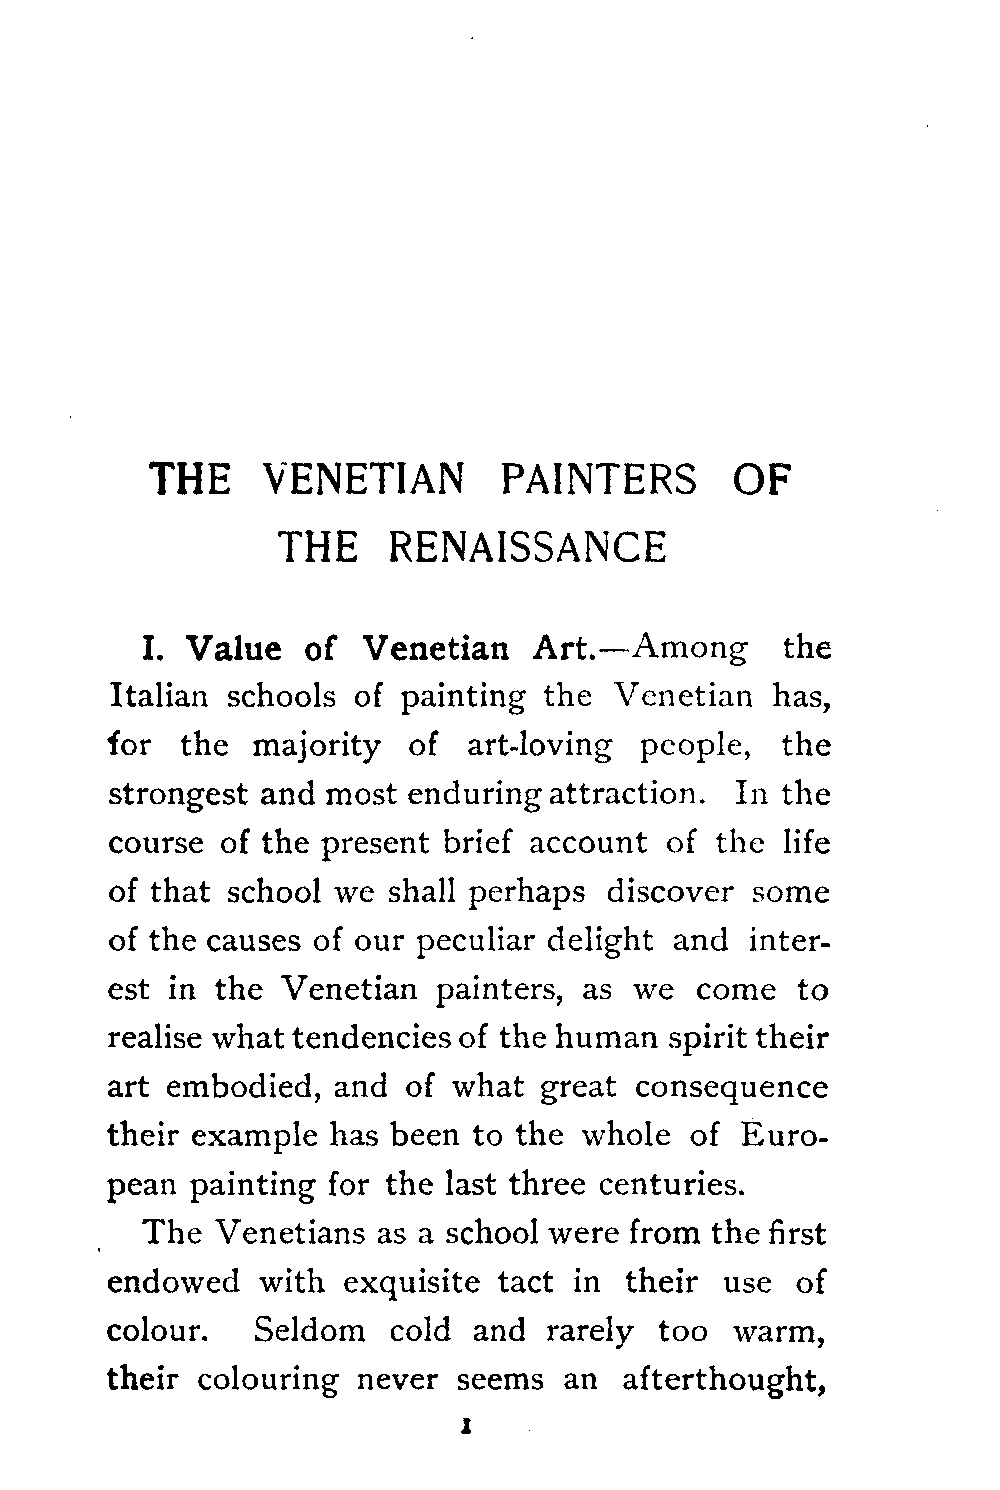 THE VENETIAN PAINTERS OF
THE RENAISSANCE
I. Value of Venetian Art.—Among the
Italian schools of painting the Venetian has,
for the majority of art-loving people, the
strongest and most enduring attraction. In the
course of the present brief account of the life
of that school we shall perhaps discover some
of the causes of our peculiar delight and inter-
est in the Venetian painters, as we come to
realise what tendencies of the human spirit their
art embodied, and of what great consequence
their example has been to the whole of Euro-
pean painting for the last three centuries.
The Venetians as a school were from the first
endowed with exquisite tact in their use of
colour. Seldom cold and rarely too warm,
their colouring never seems an afterthought,
1